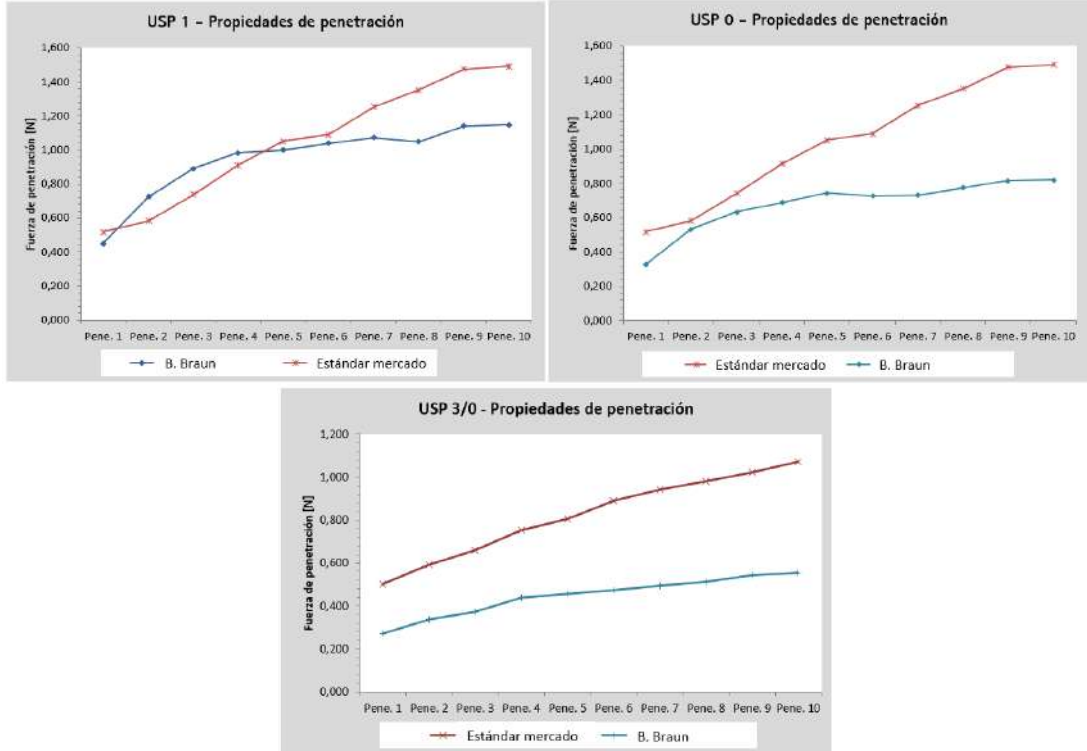 USP 1 – Propiedades de penetración
Fuerza de penetración [N]
1,600
1,400
1,200
1,000
0,800
0,600
0,400
0,200
0,000
Pene. 1 Pene. 2 Pene. 3 Pene. 4 Pene. 5 Pene. 6 Pene. 7 Pene. 8 Pene. 9 Pene. 10
B. Braun Estándar mercado
USP 0 – Propiedades de penetración
Fuerza de penetración [N]
1,600
1,400
1,200
1,000
0,800
0,600
0,400
0,200
0,000
Pene. 1 Pene. 2 Pene. 3 Pene. 4 Pene. 5 Pene. 6 Pene. 7 Pene. 8 Pene. 9 Pene. 10
Estándar mercado B. Braun
USP 3/0 - Propiedades de penetración
Fuerza de penetración [N]
1,200
1,000
0,800
0,600
0,400
0,200
0,000
Pene. 1 Pene. 2 Pene. 3 Pene. 4 Pene. 5 Pene. 6 Pene. 7 Pene. 8 Pene. 9 Pene. 10
Estándar mercado B. Braun